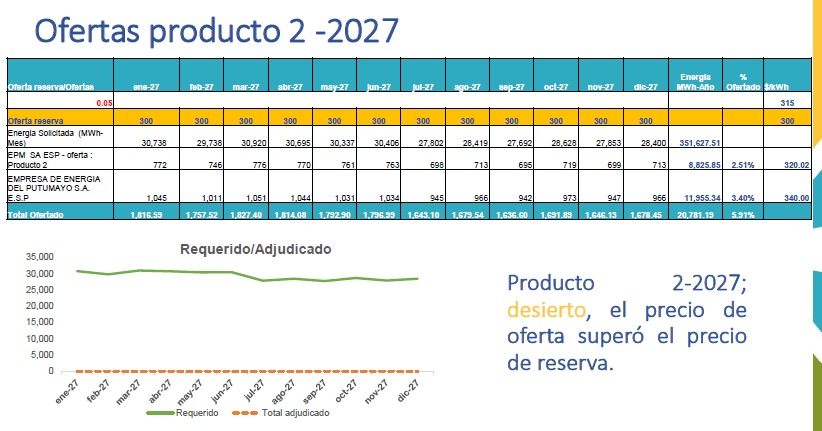 Ofertas producto 2 -2027
Oferta reserva/Ofertas ene-27 feb-27 mar-27 abr-27 may-27 jun-27 jul-27 ago-27 sep-27 oct-27 nov-27 dic-27 Energia MWh-Año % Ofertado $/kWh
0.05 315
Oferta reserva 300 300 300 300 300 300 300 300 300 300 300 300 300
Energia Solicitada (MWh-Mes) 30,738 29,738 30,920 30,695 30,337 30,406 27,802 28,419 27,692 28,628 27,853 28,400 351,627.51
EPM SA ESP - oferta : Producto 2 772 746 776 770 761 763 698 713 695 719 699 713 8,825.85 2.51% 320.02
EMPRESA DE ENERGIA DEL PUTUMAYO S.A. E.S.P 1,045 1,011 1,051 1,044 1,031 1,034 945 966 942 973 947 966 11,955.34 3.40% 340.00
Total Ofertado 1,816.59 1,757.52 1,827.40 1,814.08 1,792.90 1,796.99 1,643.10 1,679.54 1,636.60 1,691.89 1,646.13 1,678.45 20,781.19 5.91%
Requerido/Adjudicado
35,000
30,000
25,000
20,000
15,000
10,000
5,000
0
ene-27 feb-27 mar-27 abr-27 may-27 jun-27 jul-27 ago-27 sep-27 oct-27 nov-27 dic-27
Requerido Total adjudicado
Producto 2-2027;
desierto, el precio de
oferta superó el precio
de reserva.